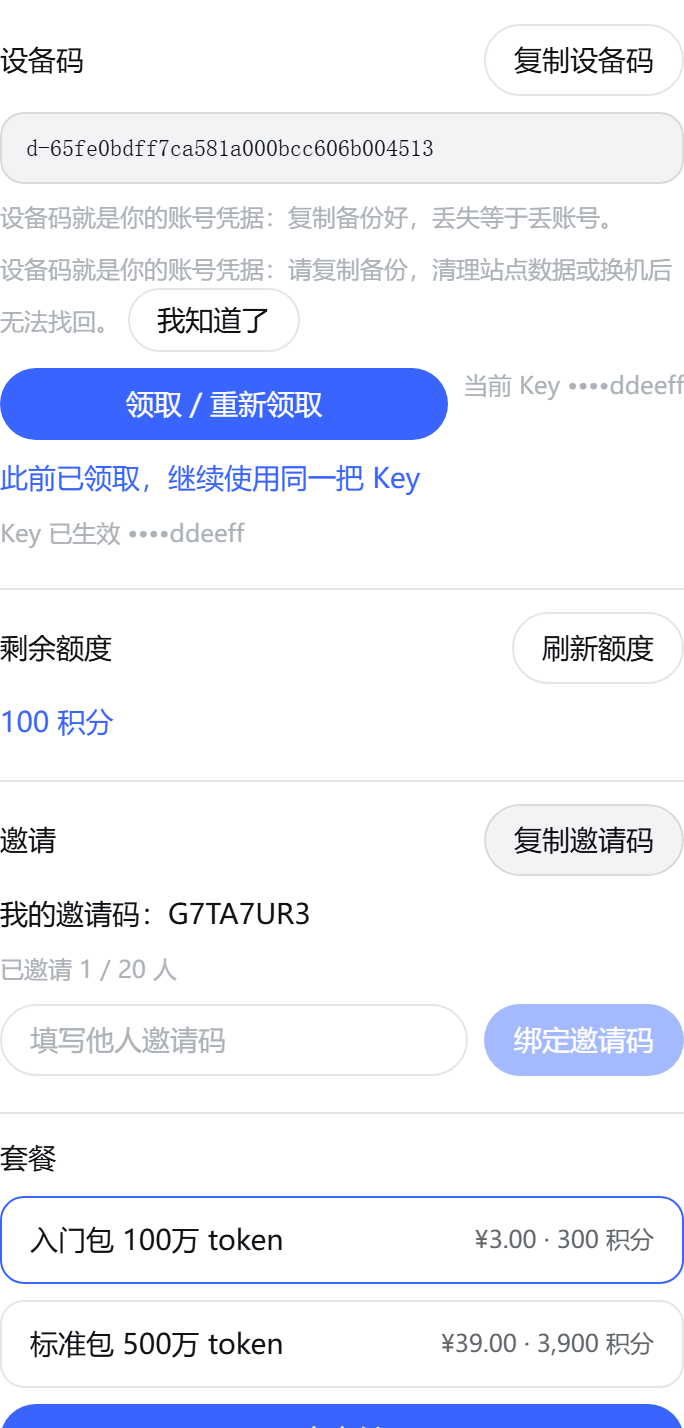 设备码
复制设备码
d-65fe0bdff7ca581a000bcc606b004513
设备码就是你的账号凭据：复制备份好，丢失等于丢账号。
设备码就是你的账号凭据：请复制备份，清理站点数据或换机后
无法找回。 我知道了
领取 / 重新领取
当前 Key ••••ddeeff
此前已领取，继续使用同一把 Key
Key 已生效 ••••ddeeff
剩余额度
刷新额度
100 积分
邀请
复制邀请码
我的邀请码：G7TA7UR3
已邀请 1 / 20 人
填写他人邀请码
绑定邀请码
套餐
入门包 100万 token
¥3.00 · 300 积分
标准包 500万 token
¥39.00 · 3,900 积分